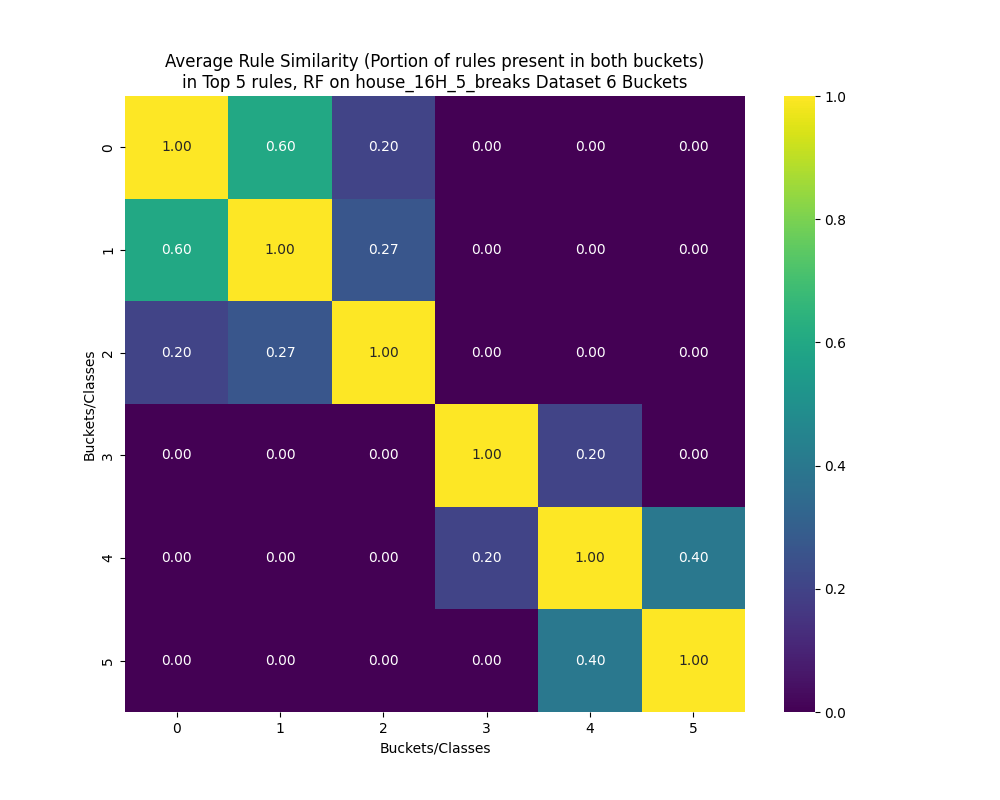 Average Rule Similarity (Portion of rules present in both buckets)
in Top 5 rules, RF on house_16H_5_breaks Dataset 6 Buckets
0 1.00 0.60 0.20 0.00 0.00 0.00
1 0.60 1.00 0.27 0.00 0.00 0.00
2 0.20 0.27 1.00 0.00 0.00 0.00
3 0.00 0.00 0.00 1.00 0.20 0.00
4 0.00 0.00 0.00 0.20 1.00 0.40
5 0.00 0.00 0.00 0.00 0.40 1.00
0 1 2 3 4 5
Buckets/Classes
Buckets/Classes
1.0
0.8
0.6
0.4
0.2
0.0